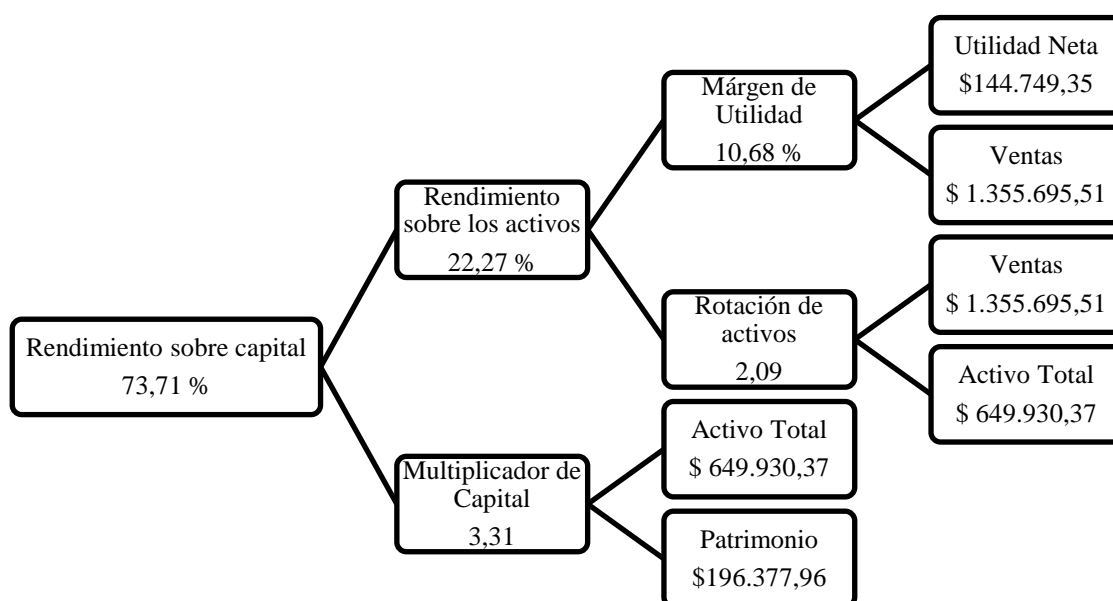 Utilidad Neta
$144.749,35
Márgen de
Utilidad
10,68 %
Ventas
$ 1.355.695,51
Rendimiento
sobre los activos
22,27 %
Ventas
$ 1.355.695,51
Rotación de
activos
2,09
Rendimiento sobre capital
73,71 %
Activo Total
$ 649.930,37
Activo Total
$ 649.930,37
Multiplicador de
Capital
3,31
Patrimonio
$196.377,96